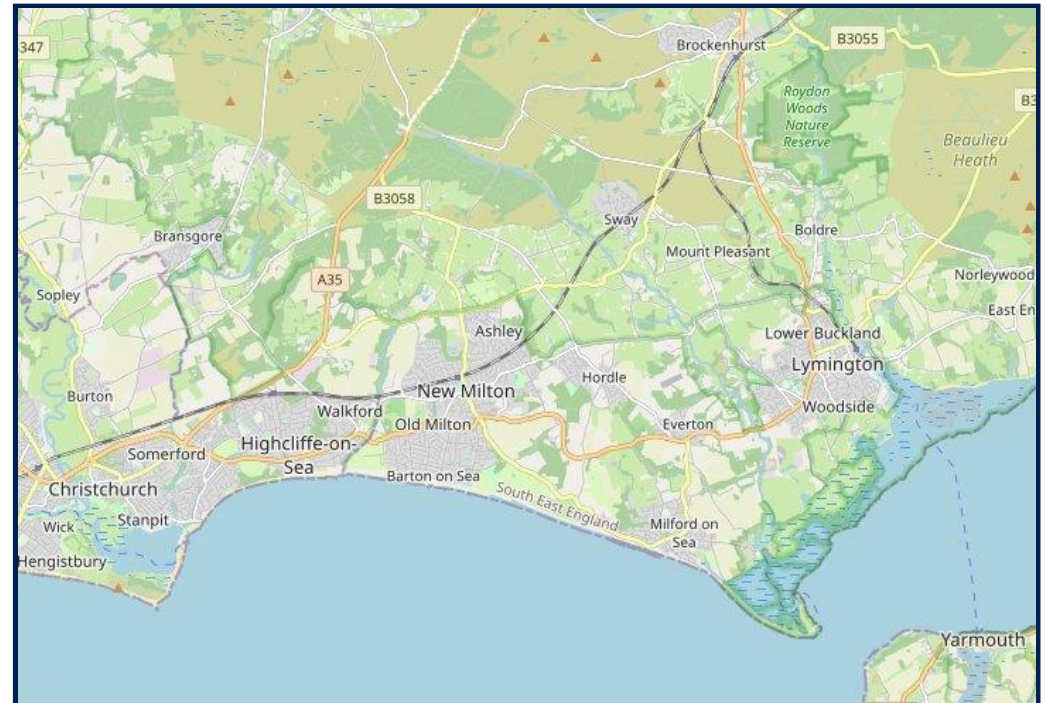 347
Brockenhurst
B3055
Roydon
Woods
Nature
Reserve
B3
Beaulieu
Heath
B3058
Sway
Boldre
Bransgore
Mount Pleasant
A35
Norleywood
Sopley
East En
Ashley
Lower Buckland
Lymington
Hordle
New Milton
Burton
Walkford
Woodside
Old Milton
Everton
Highcliffe-on-
Sea
Somerford
Barton on Sea
Christchurch
South East England
Stanpit
Wick
Milford on
Sea
Hengistbury
Yarmouth